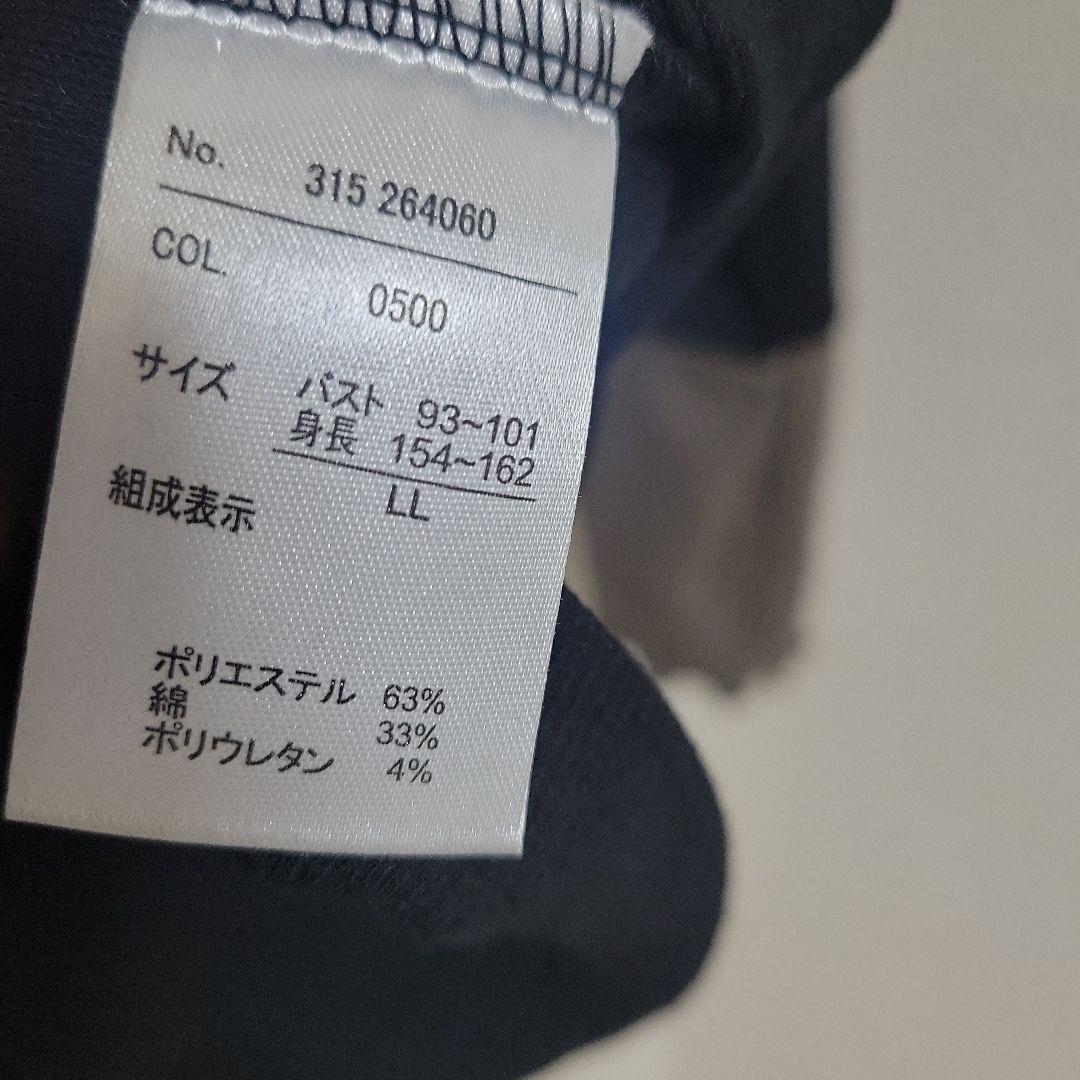 No. 315 264060
COL. 0500
サイズ バスト 93~101
身長 154~162
LL
組成表示
ポリエステル 63%
綿 33%
ポリウレタン 4%